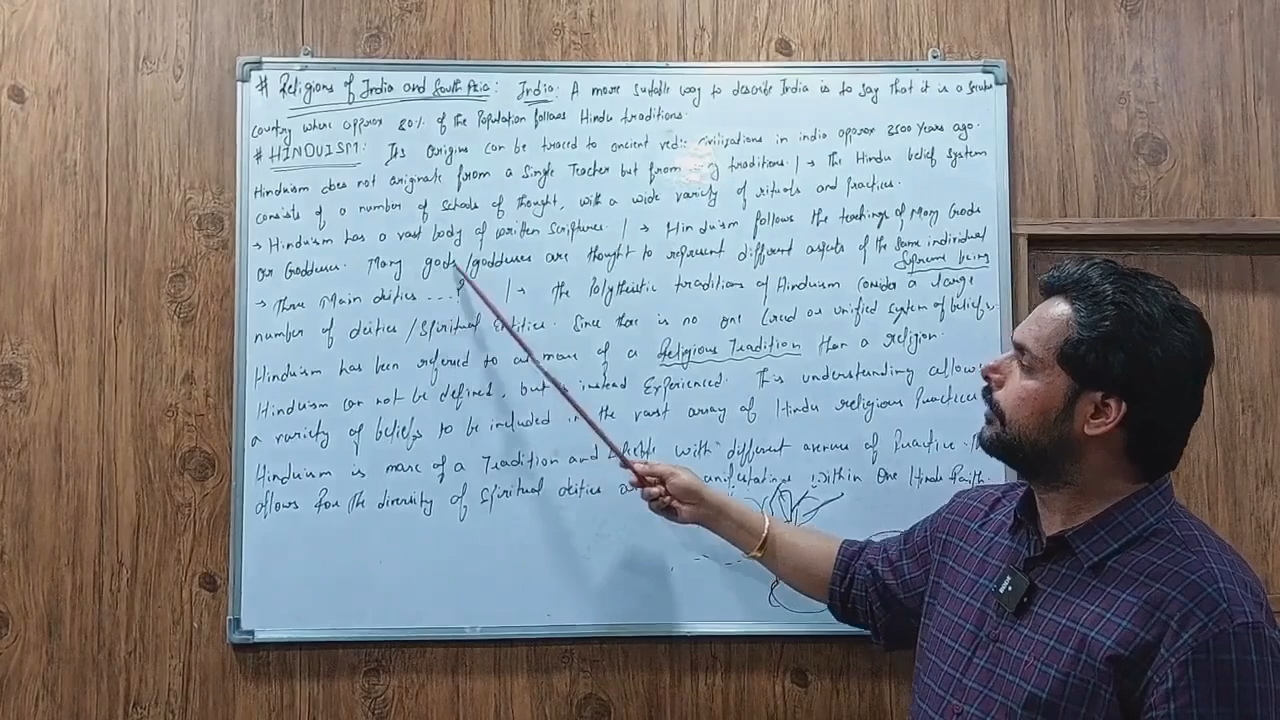 # Religions of India and South Asia: India: A more suitable way to describe India is to say that it is a Secular
Country where approx 80% of the Population follows Hindu traditions.
# HINDUISM: Its Origins can be traced to ancient vedic civilisations in india approx 2500 Years ago.
Hinduism does not originate from a Single Teacher but from traditions. | → The Hindu belief system
consists of a number of Schools of thought, with a wide variety of rituals and Practices.
→ Hinduism has a vast body of written Scriptures. | → Hinduism follows the teachings of Many Gods
or Goddesses. Many gods/goddesses are thought to represent different aspects of the same individual
Supreme being
→ Three Main deities ...? | → the Polytheistic traditions of Hinduism consider a large
number of deities/Spiritual Entities. Since there is no one Creed or unified system of beliefs.
Hinduism has been referred to as more of a Religious Tradition than a religion.
Hinduism can not be defined, but is instead Experienced. This understanding allows
a variety of beliefs to be included in the vast array of Hindu religious Practices
Hinduism is more of a Tradition and with different avenue of Practice.
allows for the diversity of Spiritual deities within One Hindu Faith.